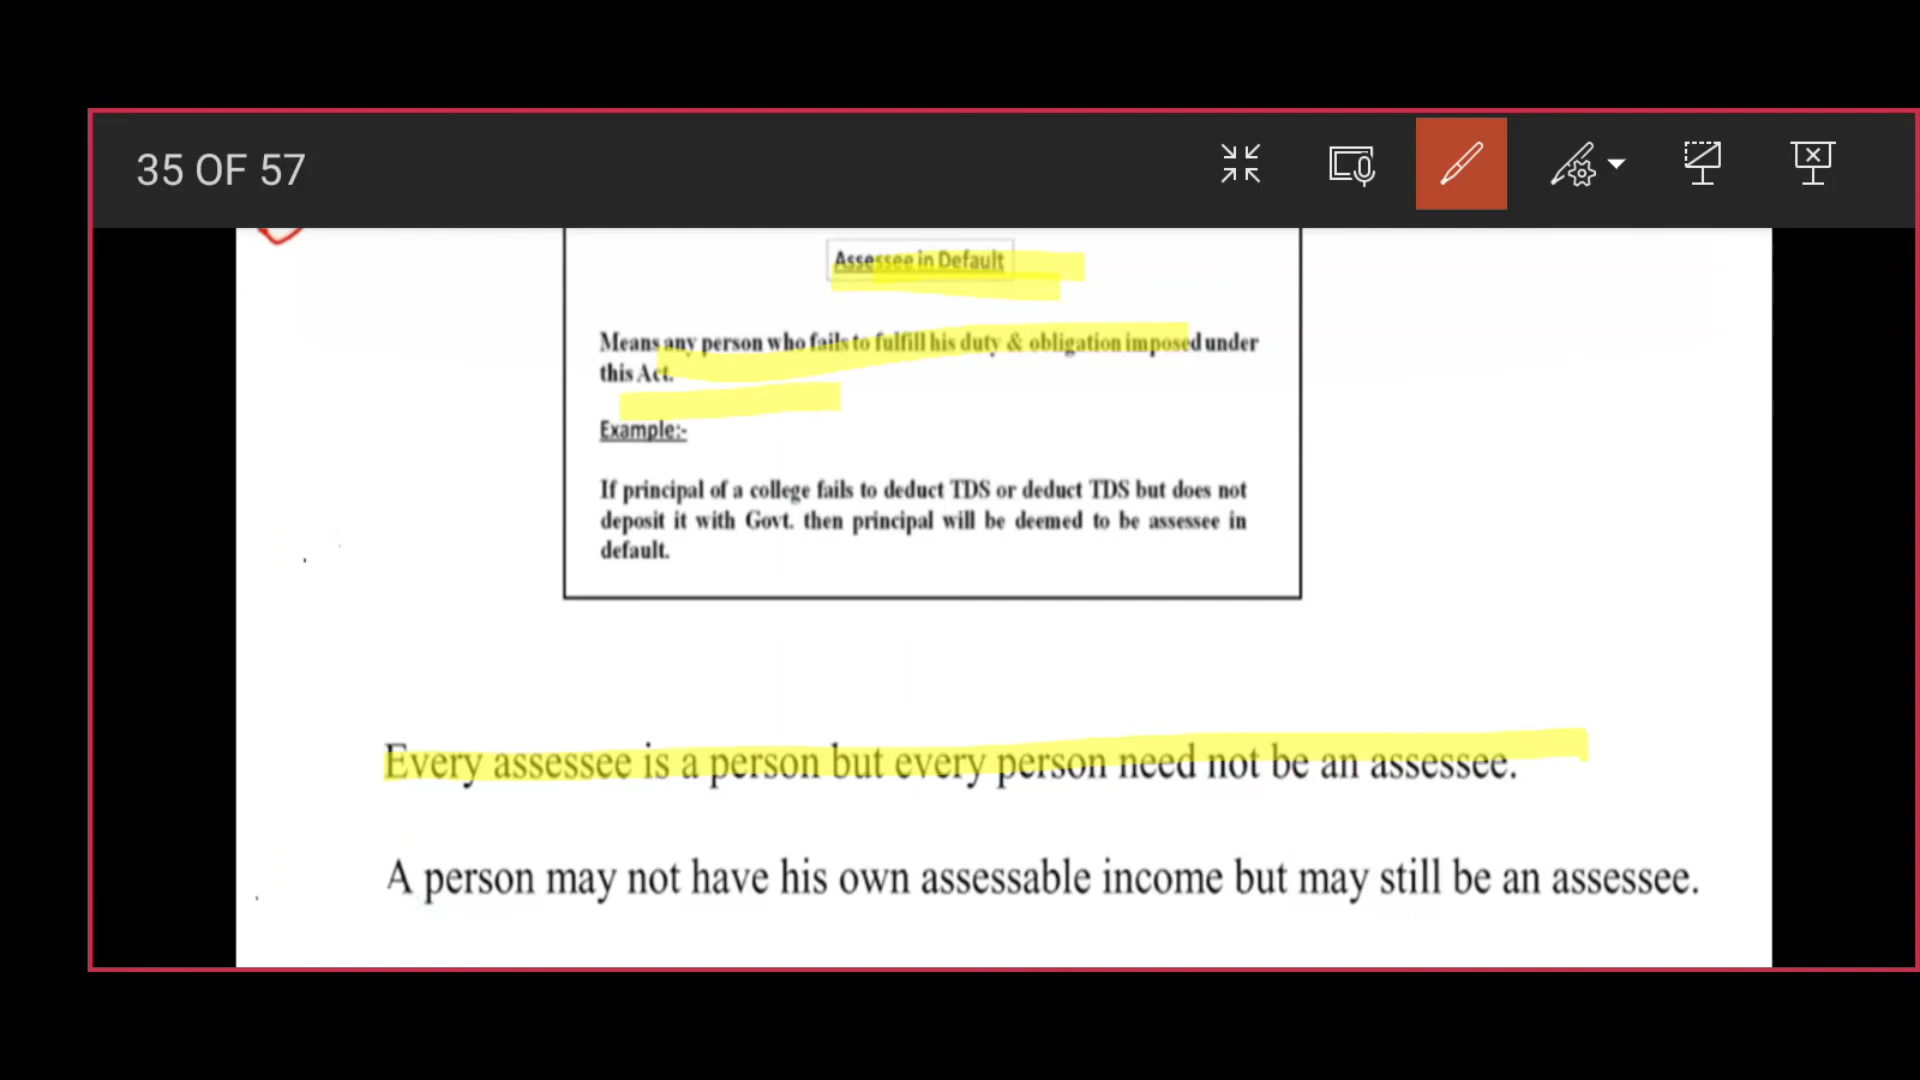 35 OF 57
Assessee in Default
Means any person who fails to fulfill his duty & obligation imposed under
this Act.
Example:-
If principal of a college fails to deduct TDS or deduct TDS but does not
deposit it with Govt. then principal will be deemed to be assessee in
default.
Every assessee is a person but every person need not be an assessee.
A person may not have his own assessable income but may still be an assessee.